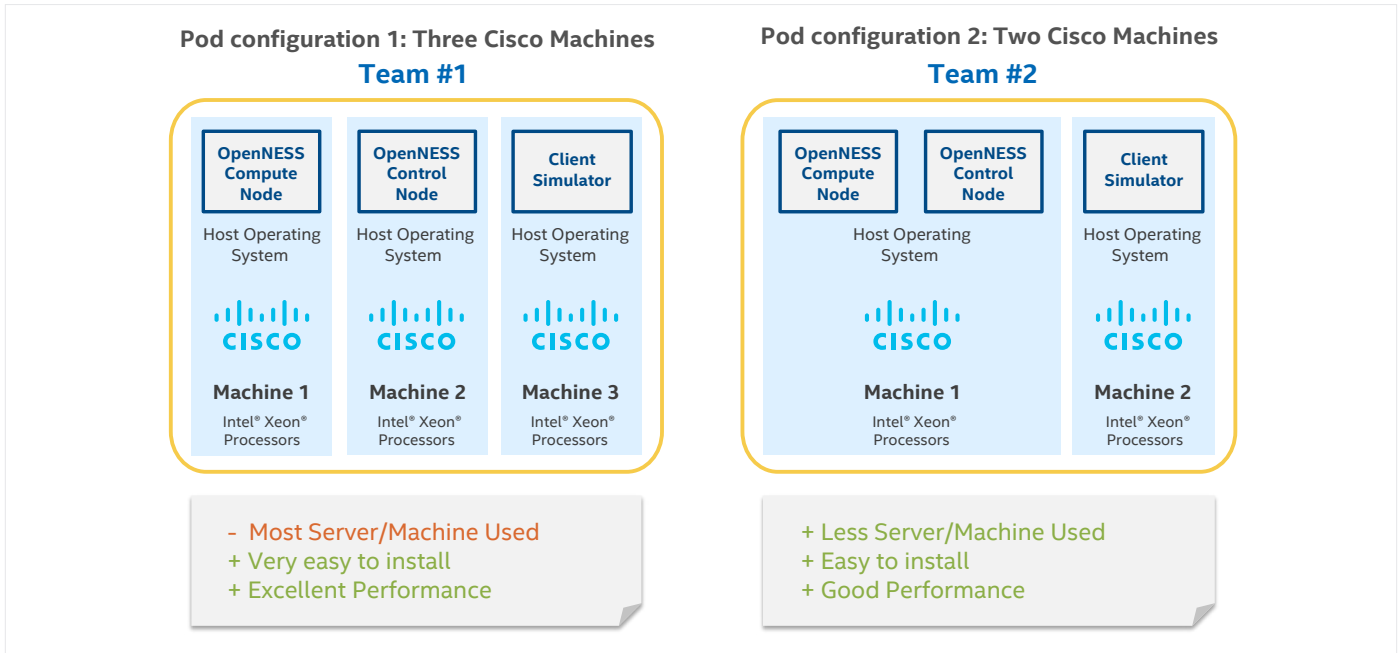 Pod configuration 1: Three Cisco Machines
Team #1
OpenNESS
Compute
Node
OpenNESS
Control
Node
Client
Simulator
Host Operating
System
Host Operating
System
Host Operating
System
CISCO
CISCO
CISCO
Machine 1
Machine 2
Machine 3
Intel® Xeon®
Processors
Intel® Xeon®
Processors
Intel® Xeon®
Processors
- Most Server/Machine Used
+ Very easy to install
+ Excellent Performance
Pod configuration 2: Two Cisco Machines
Team #2
OpenNESS
Compute
Node
OpenNESS
Control
Node
Client
Simulator
Host Operating
System
Host Operating
System
CISCO
CISCO
Machine 1
Machine 2
Intel® Xeon®
Processors
Intel® Xeon®
Processors
+ Less Server/Machine Used
+ Easy to install
+ Good Performance